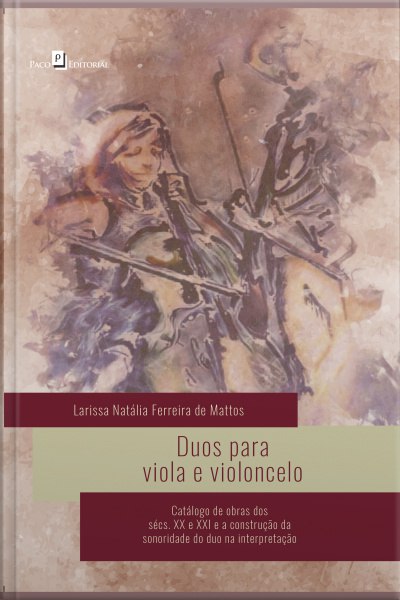 PACO EDITORIAL
P
Larissa Natália Ferreira de Mattos
Duos para
viola e violoncelo
Catálogo de obras dos
sécs. XX e XXI e a construção da
sonoridade do duo na interpretação